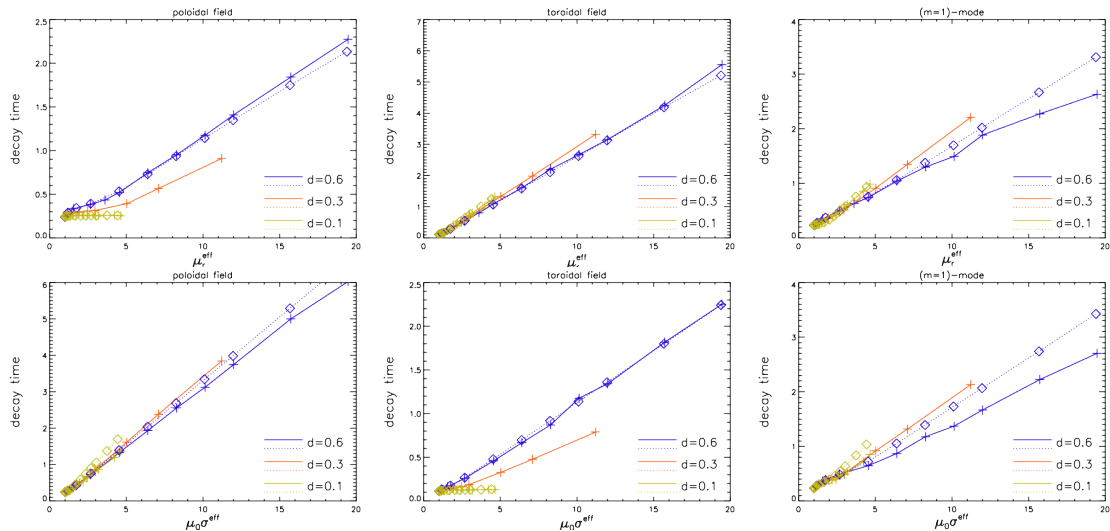 poloidal field
decay time
2.5
2.0
1.5
1.0
0.5
0.0
0
5
10
15
20
μ_r^eff
d=0.6
d=0.3
d=0.1
toroidal field
decay time
7
6
5
4
3
2
1
0
0
5
10
15
20
μ_r^eff
d=0.6
d=0.3
d=0.1
(m=1)-mode
decay time
4
3
2
1
0
0
5
10
15
20
μ_r^eff
d=0.6
d=0.3
d=0.1
poloidal field
decay time
6
5
4
3
2
1
0
0
5
10
15
20
μ₀σ^eff
d=0.6
d=0.3
d=0.1
toroidal field
decay time
2.5
2.0
1.5
1.0
0.5
0.0
0
5
10
15
20
μ₀σ^eff
d=0.6
d=0.3
d=0.1
(m=1)-mode
decay time
4
3
2
1
0
0
5
10
15
20
μ₀σ^eff
d=0.6
d=0.3
d=0.1